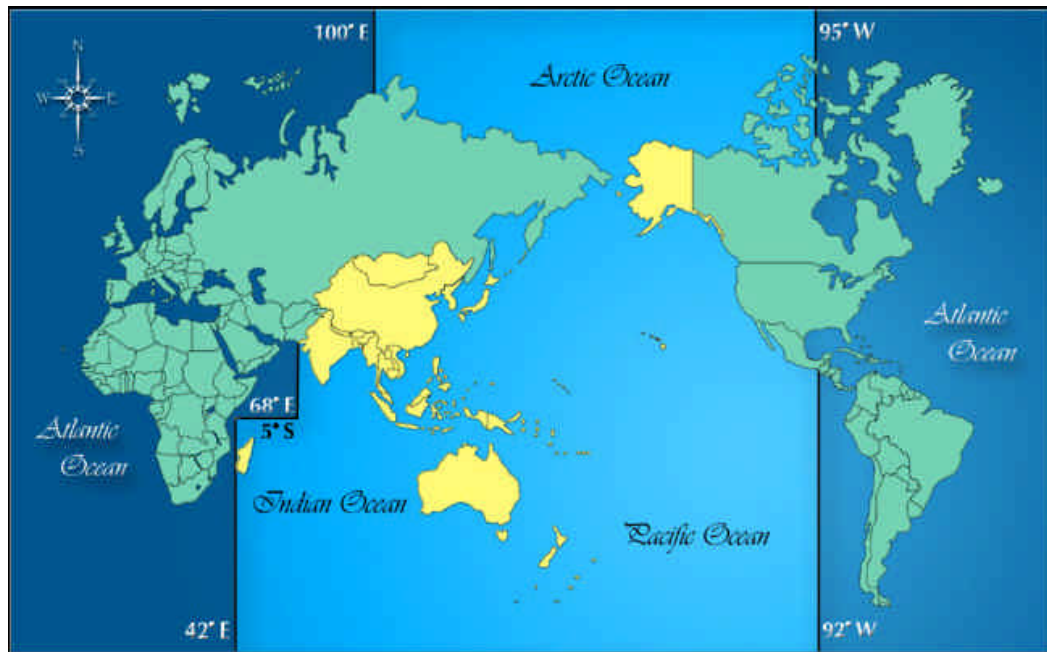 100° E
95° W
N
W
E
S
Arctic Ocean
Atlantic
Ocean
68° E
5° S
Atlantic
Ocean
Indian Ocean
Pacific Ocean
42° E
92° W